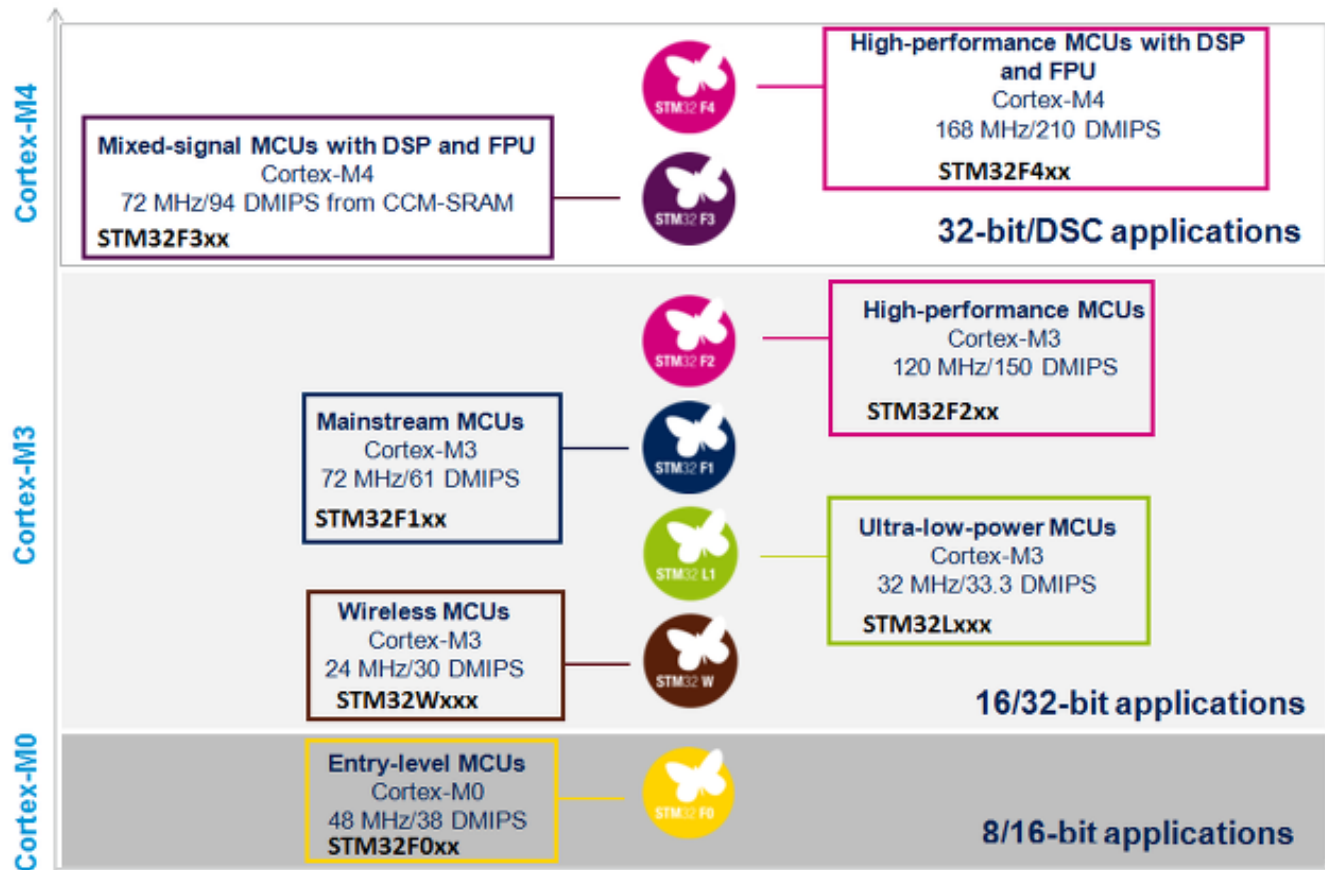 Cortex-M4
STM32 F4
High-performance MCUs with DSP
and FPU
Cortex-M4
168 MHz/210 DMIPS
STM32F4xx
Mixed-signal MCUs with DSP and FPU
Cortex-M4
72 MHz/94 DMIPS from CCM-SRAM
STM32F3xx
STM32 F3
32-bit/DSC applications
Cortex-M3
STM32 F2
High-performance MCUs
Cortex-M3
120 MHz/150 DMIPS
STM32F2xx
Mainstream MCUs
Cortex-M3
72 MHz/61 DMIPS
STM32F1xx
STM32 F1
STM32 L1
Ultra-low-power MCUs
Cortex-M3
32 MHz/33.3 DMIPS
STM32Lxxx
Wireless MCUs
Cortex-M3
24 MHz/30 DMIPS
STM32Wxxx
STM32 W
16/32-bit applications
Cortex-M0
Entry-level MCUs
Cortex-M0
48 MHz/38 DMIPS
STM32F0xx
STM32 F0
8/16-bit applications